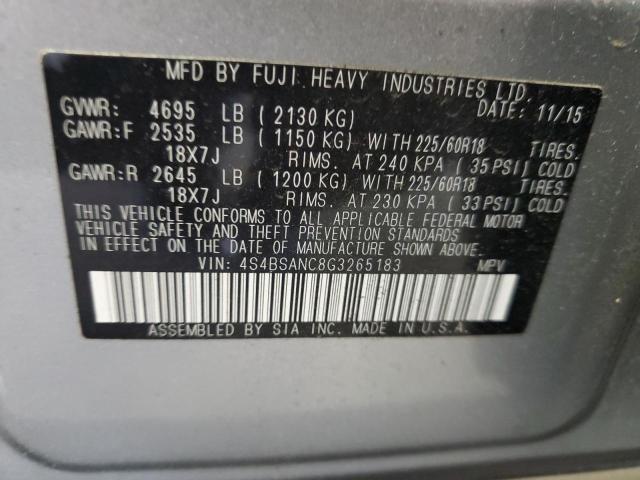 MFD BY FUJI HEAVY INDUSTRIES LTD.
DATE: 11/15
GVWR: 4695 LB ( 2130 KG)
GAWR:F 2535 LB ( 1150 KG) WITH 225/60R18 TIRES.
18X7J RIMS. AT 240 KPA ( 35 PSI) COLD
GAWR:R 2645 LB ( 1200 KG) WITH 225/60R18 TIRES.
18X7J RIMS. AT 230 KPA ( 33 PSI) COLD
THIS VEHICLE CONFORMS TO ALL APPLICABLE FEDERAL MOTOR
VEHICLE SAFETY AND THEFT PREVENTION STANDARDS
IN EFFECT ON THE DATE OF MANUFACTURE SHOWN ABOVE.
VIN: 4S4BSANC8G3265183 MPV
ASSEMBLED BY SIA INC. MADE IN U.S.A.